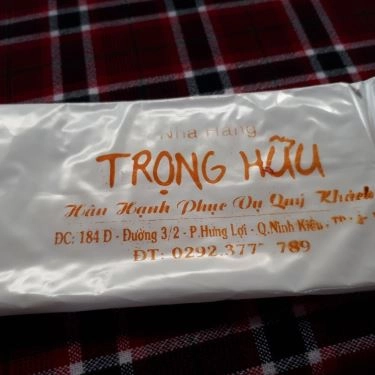 Nhà Hàng
TRỌNG HỮU
Hân Hạnh Phục Vụ Quý Khách
ĐC: 184 D - Đường 3/2 - P.Hưng Lợi - Q.Ninh Kiều
ĐT: 0292.377 789